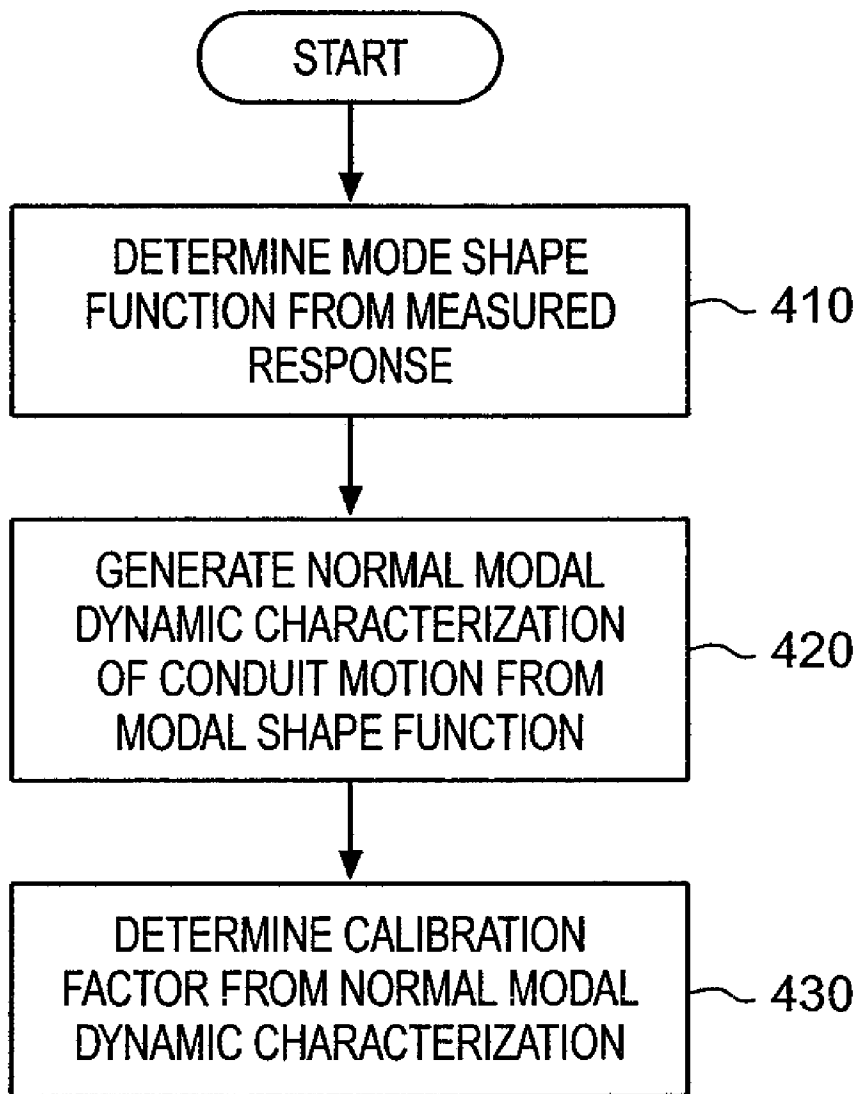 START
DETERMINE MODE SHAPE
FUNCTION FROM MEASURED
RESPONSE
410
GENERATE NORMAL MODAL
DYNAMIC CHARACTERIZATION
OF CONDUIT MOTION FROM
MODAL SHAPE FUNCTION
420
DETERMINE CALIBRATION
FACTOR FROM NORMAL MODAL
DYNAMIC CHARACTERIZATION
430